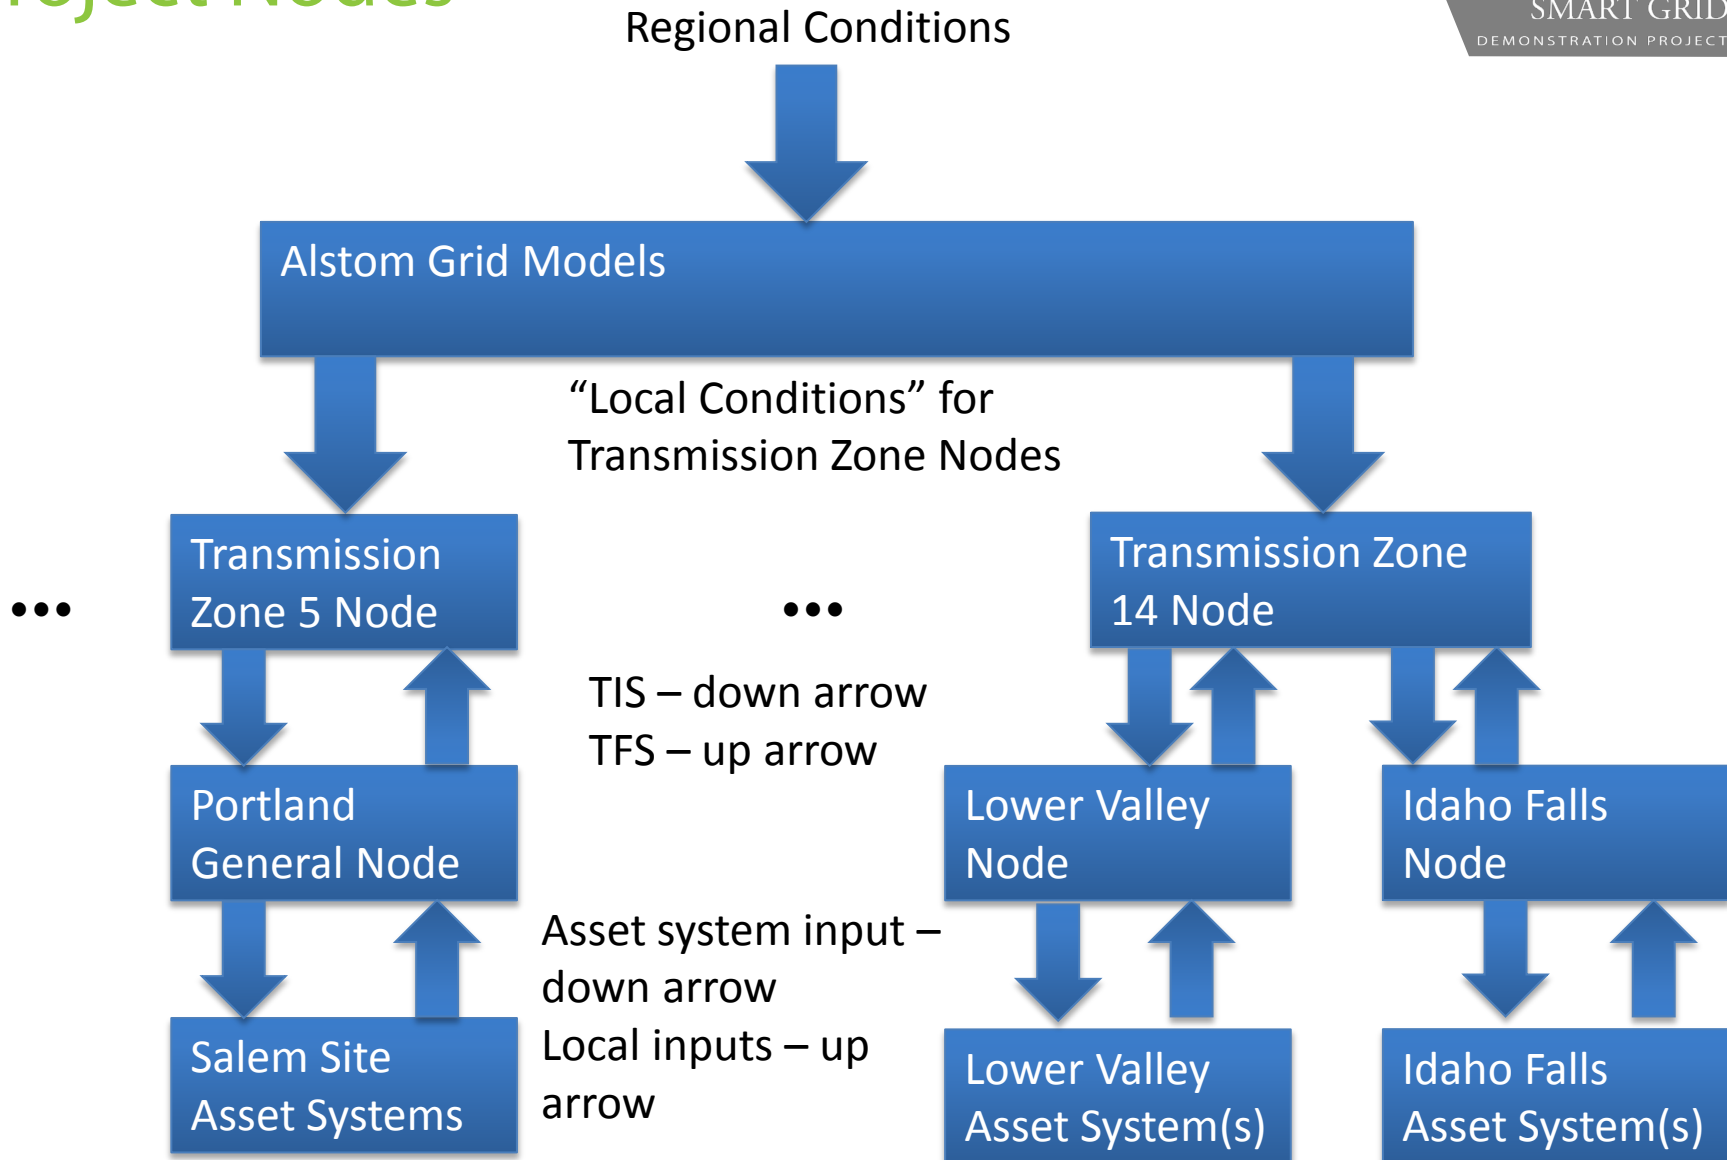 Project Nodes
SMART GRID
DEMONSTRATION PROJECT
Regional Conditions
Alstom Grid Models
“Local Conditions” for
Transmission Zone Nodes
Transmission
Zone 5 Node
Transmission Zone
14 Node
•••
•••
TIS – down arrow
TFS – up arrow
Portland
General Node
Lower Valley
Node
Idaho Falls
Node
Asset system input –
down arrow
Local inputs – up
arrow
Salem Site
Asset Systems
Lower Valley
Asset System(s)
Idaho Falls
Asset System(s)